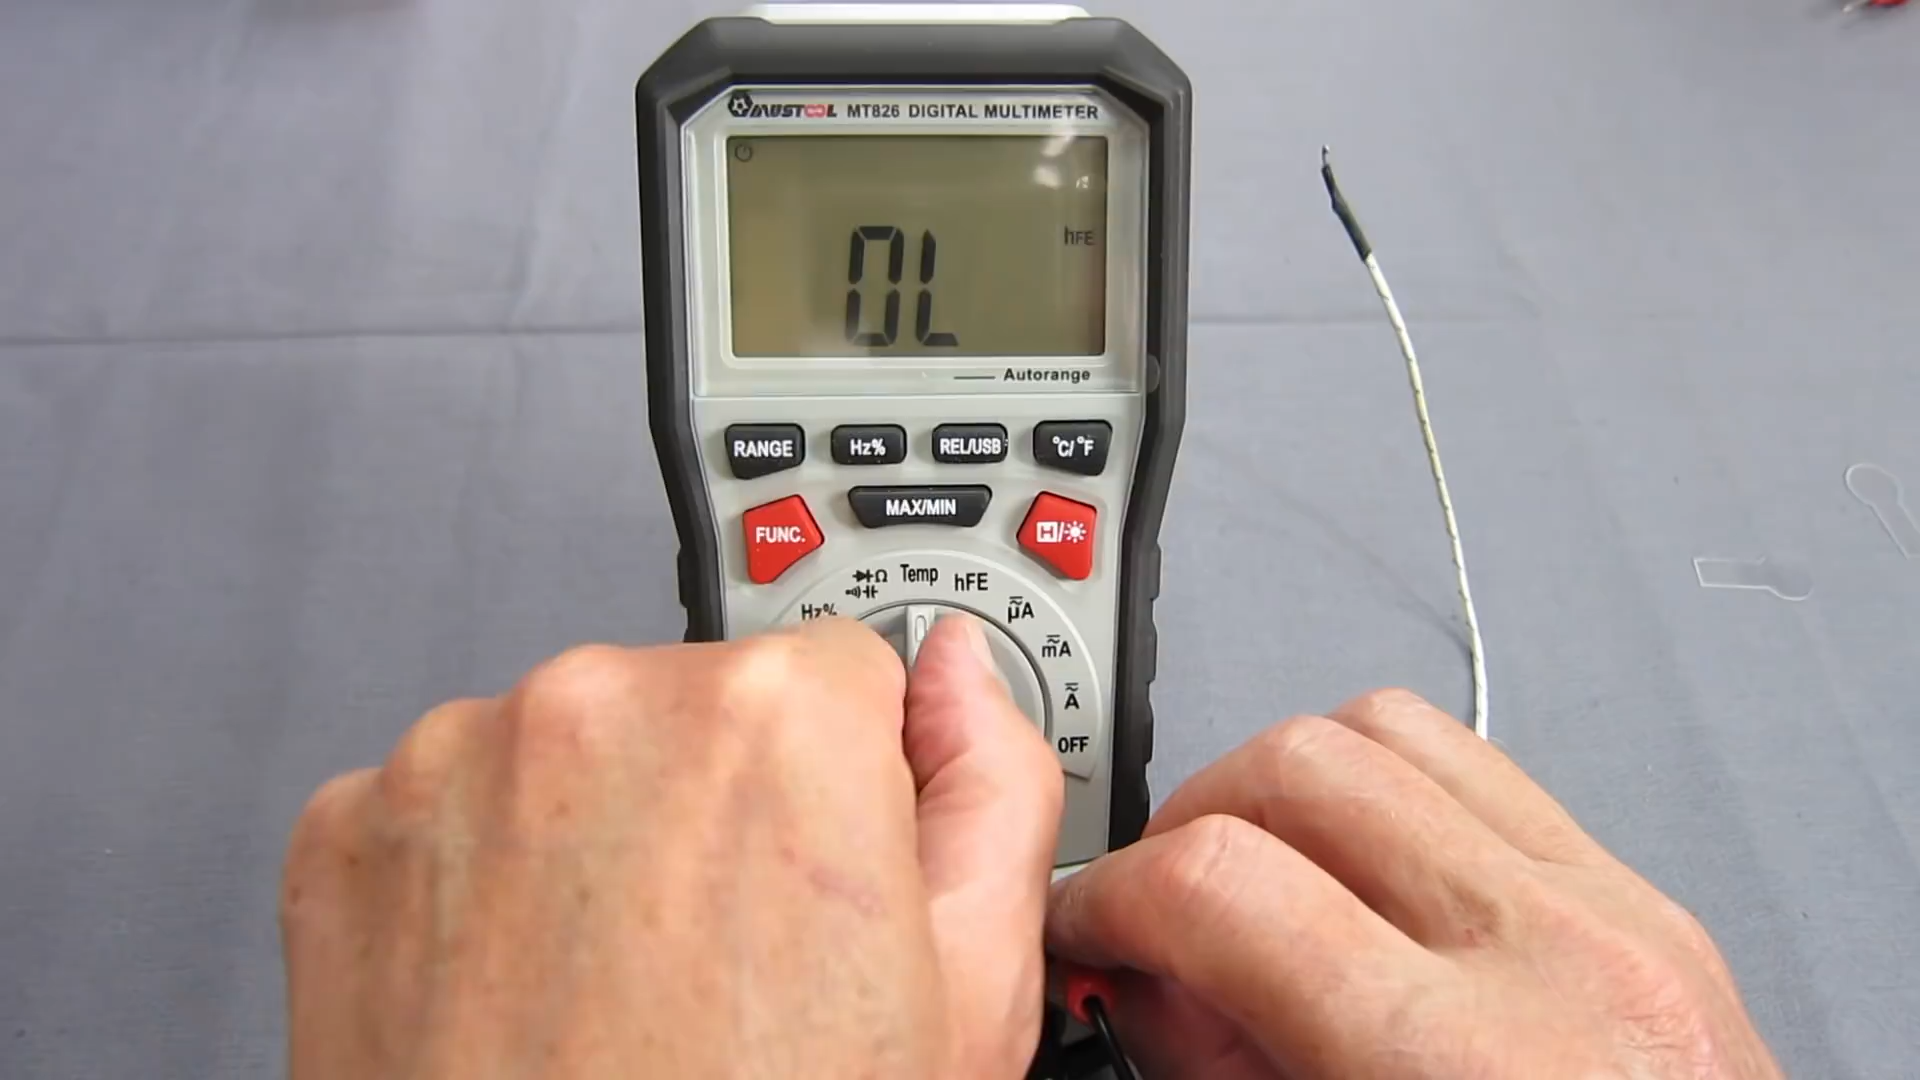 MUSTOOL MT826 DIGITAL MULTIMETER
hFE
OL
Autorange
RANGE Hz% REL/USB °C/°F
MAX/MIN
FUNC. H/☀
Ω Temp hFE
Hz% μA
mA
A
OFF